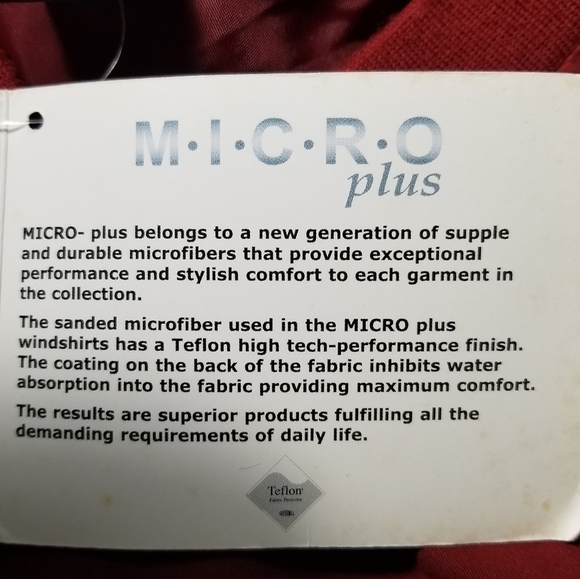 M·I·C·R·O
plus
MICRO- plus belongs to a new generation of supple
and durable microfibers that provide exceptional
performance and stylish comfort to each garment in
the collection.
The sanded microfiber used in the MICRO plus
windshirts has a Teflon high tech-performance finish.
The coating on the back of the fabric inhibits water
absorption into the fabric providing maximum comfort.
The results are superior products fulfilling all the
demanding requirements of daily life.
Teflon
Fabric Protector